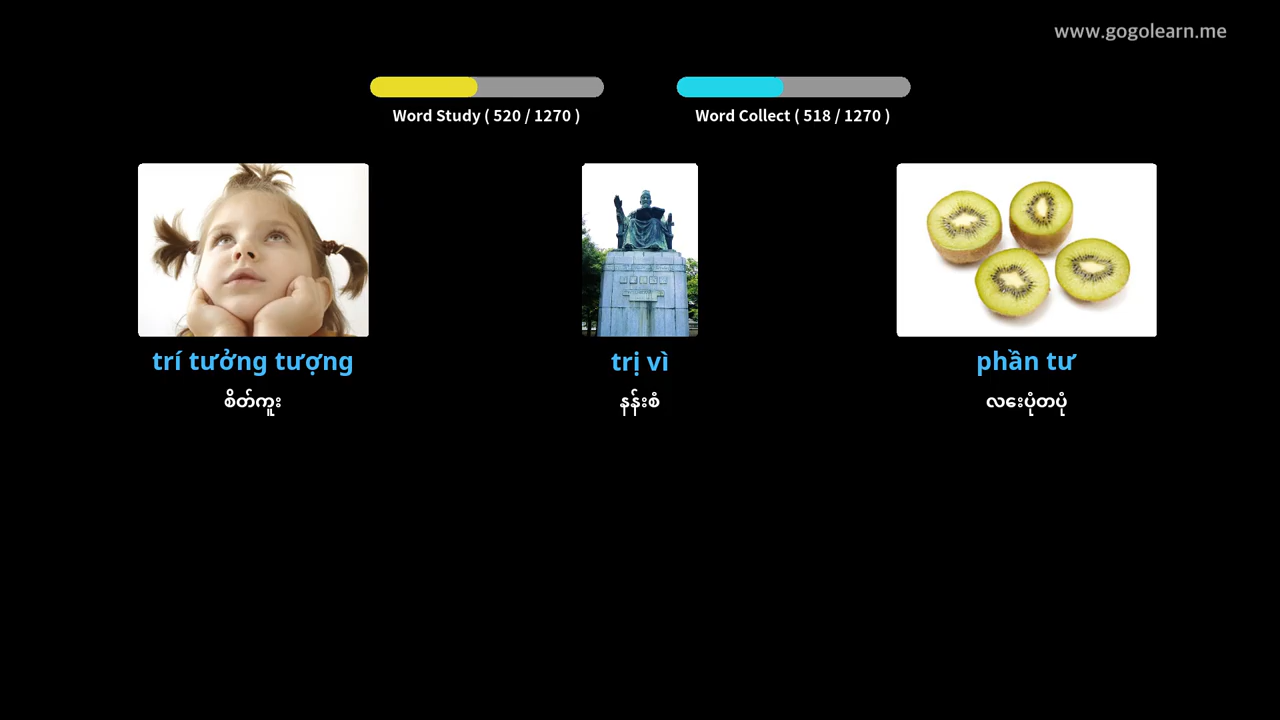 www.gogolearn.me
Word Study ( 520 / 1270 )
Word Collect ( 518 / 1270 )
trí tưởng tượng
trị vì
phần tư
စိတ်ကူး
နန်းစံ
လးပုံတပုံ